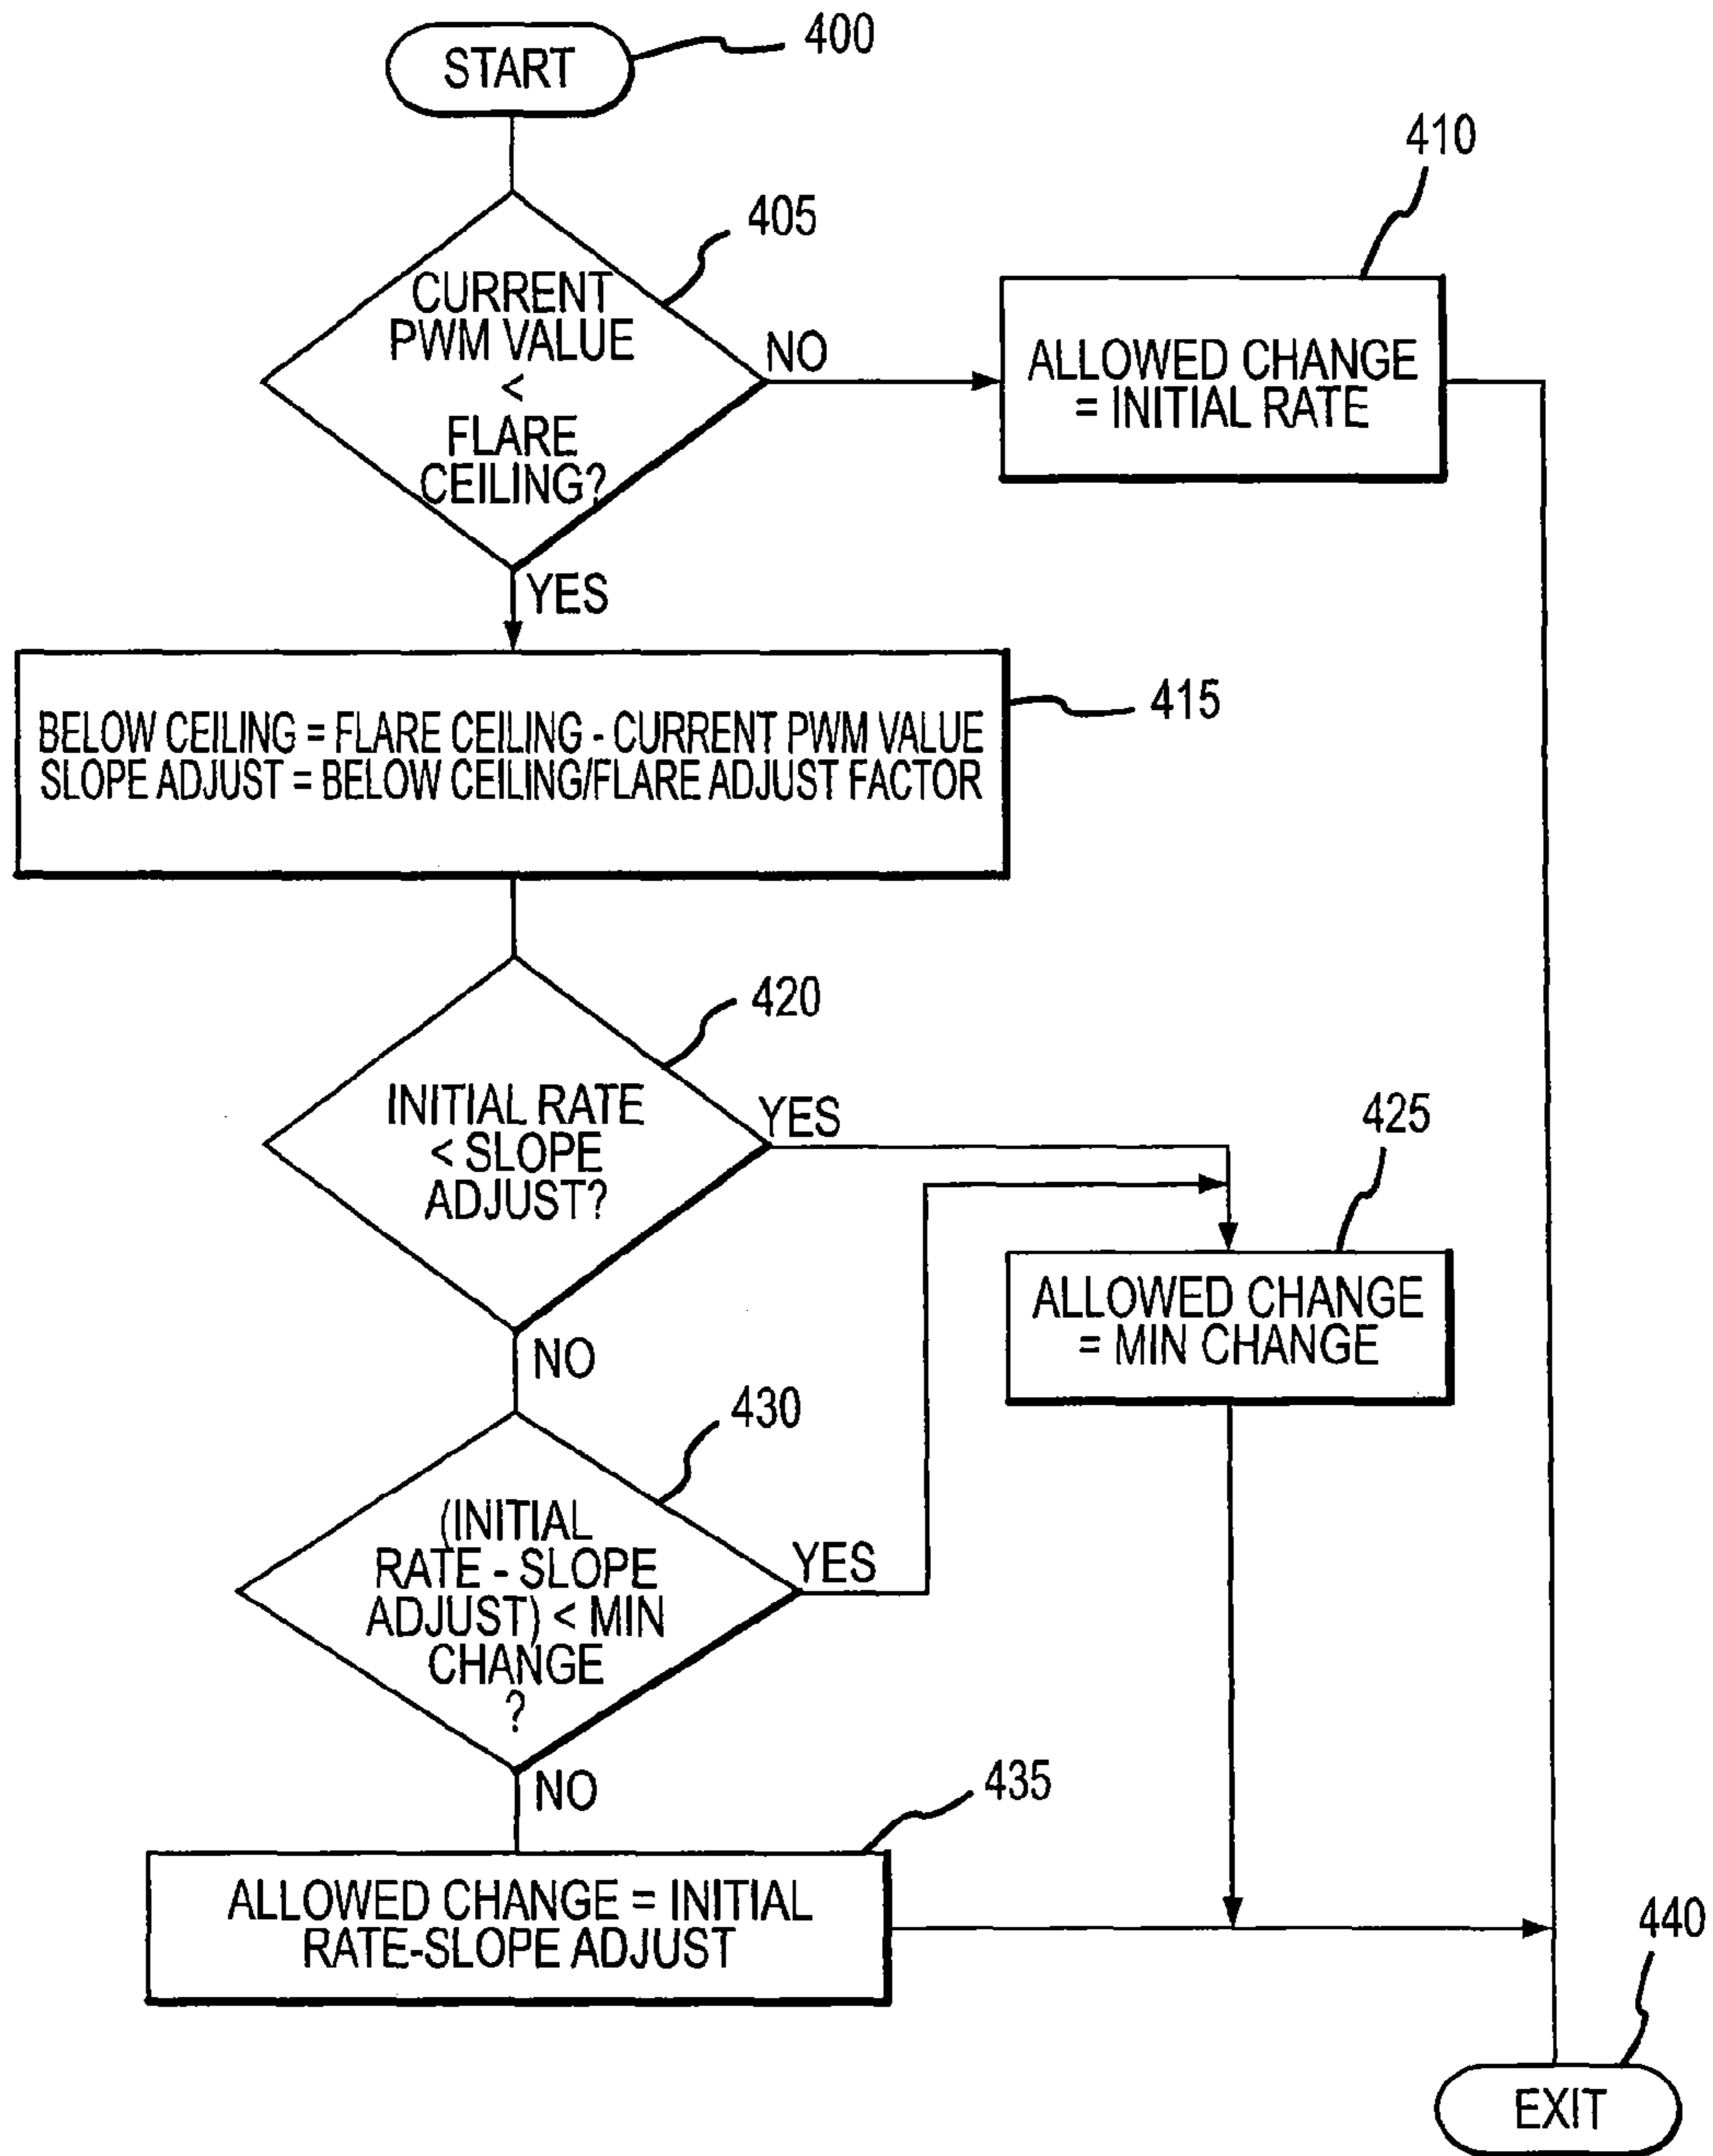 START
400
405
CURRENT
PWM VALUE
<
FLARE
CEILING?
NO
410
ALLOWED CHANGE
= INITIAL RATE
YES
415
BELOW CEILING = FLARE CEILING - CURRENT PWM VALUE
SLOPE ADJUST = BELOW CEILING/FLARE ADJUST FACTOR
420
INITIAL RATE
< SLOPE
ADJUST?
YES
425
ALLOWED CHANGE
= MIN CHANGE
NO
430
(INITIAL
RATE - SLOPE
ADJUST) < MIN
CHANGE
?
YES
NO
435
ALLOWED CHANGE = INITIAL
RATE-SLOPE ADJUST
440
EXIT